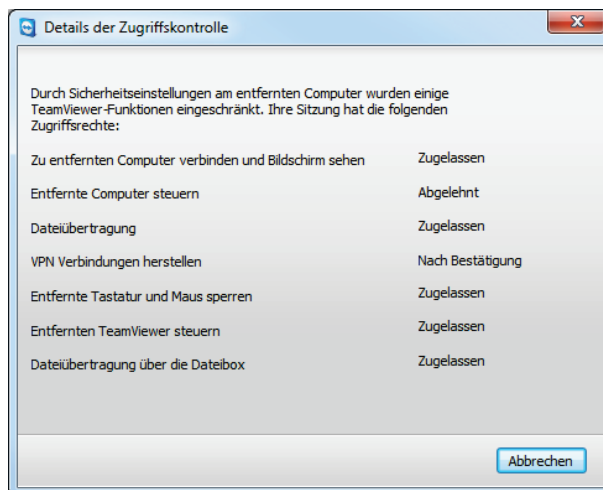 Details der Zugriffskontrolle
Durch Sicherheitseinstellungen am entfernten Computer wurden einige
TeamViewer-Funktionen eingeschränkt. Ihre Sitzung hat die folgenden
Zugriffsrechte:
Zu entfernten Computer verbinden und Bildschirm sehen Zugelassen
Entfernte Computer steuern Abgelehnt
Dateiübertragung Zugelassen
VPN Verbindungen herstellen Nach Bestätigung
Entfernte Tastatur und Maus sperren Zugelassen
Entfernten TeamViewer steuern Zugelassen
Dateiübertragung über die Dateibox Zugelassen
Abbrechen